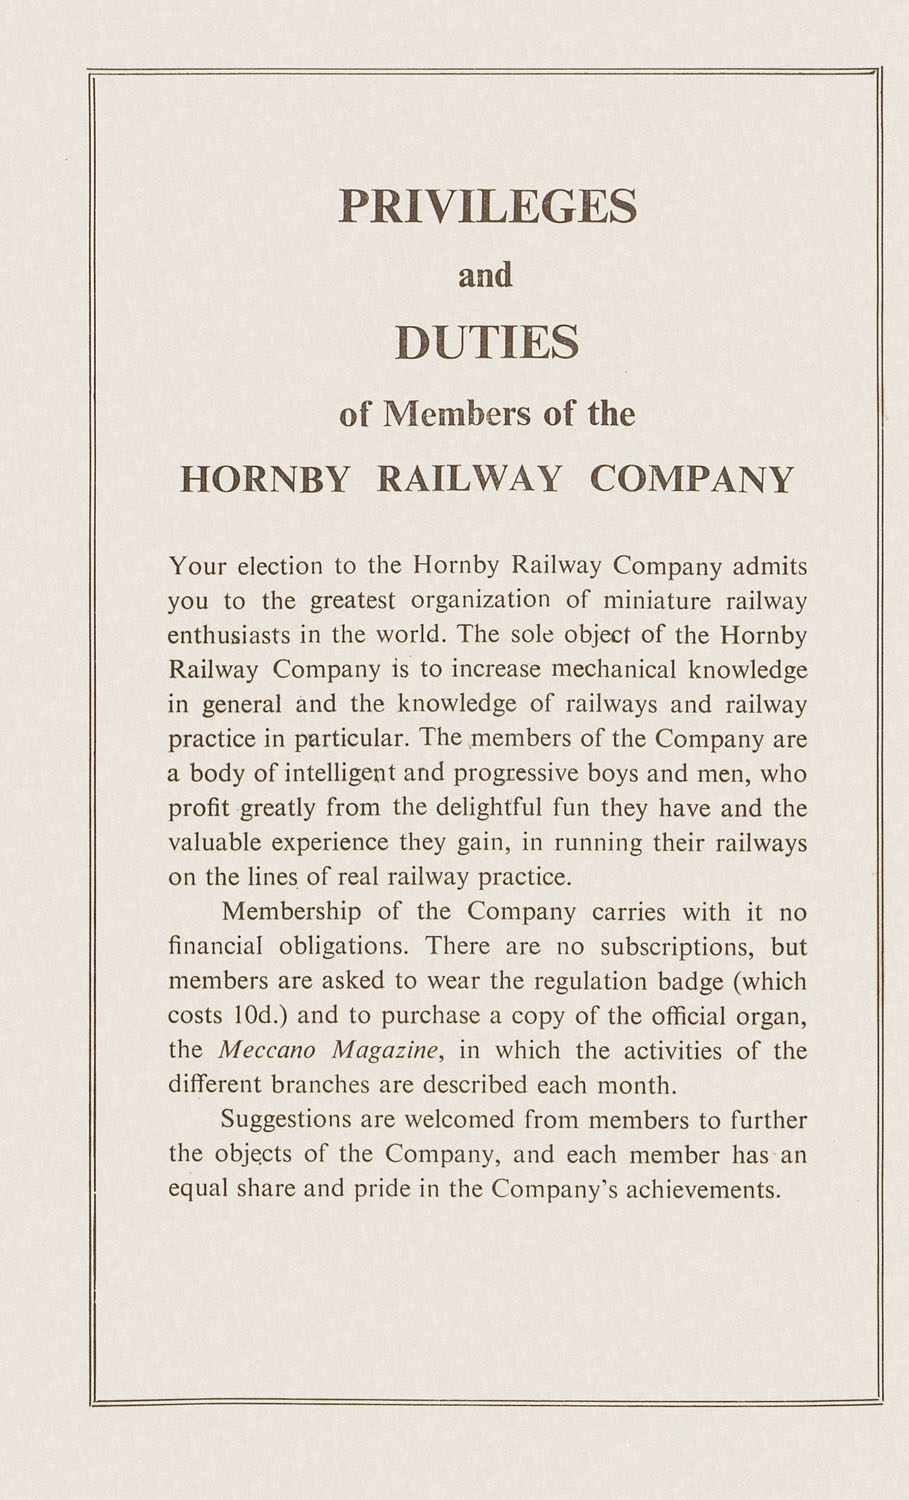 PRIVILEGES
and
DUTIES
of Members of the
HORNBY RAILWAY COMPANY
Your election to the Hornby Railway Company admits
you to the greatest organization of miniature railway
enthusiasts in the world. The sole object of the Hornby
Railway Company is to increase mechanical knowledge
in general and the knowledge of railways and railway
practice in particular. The members of the Company are
a body of intelligent and progressive boys and men, who
profit greatly from the delightful fun they have and the
valuable experience they gain, in running their railways
on the lines of real railway practice.
Membership of the Company carries with it no
financial obligations. There are no subscriptions, but
members are asked to wear the regulation badge (which
costs 10d.) and to purchase a copy of the official organ,
the Meccano Magazine, in which the activities of the
different branches are described each month.
Suggestions are welcomed from members to further
the objects of the Company, and each member has an
equal share and pride in the Company's achievements.